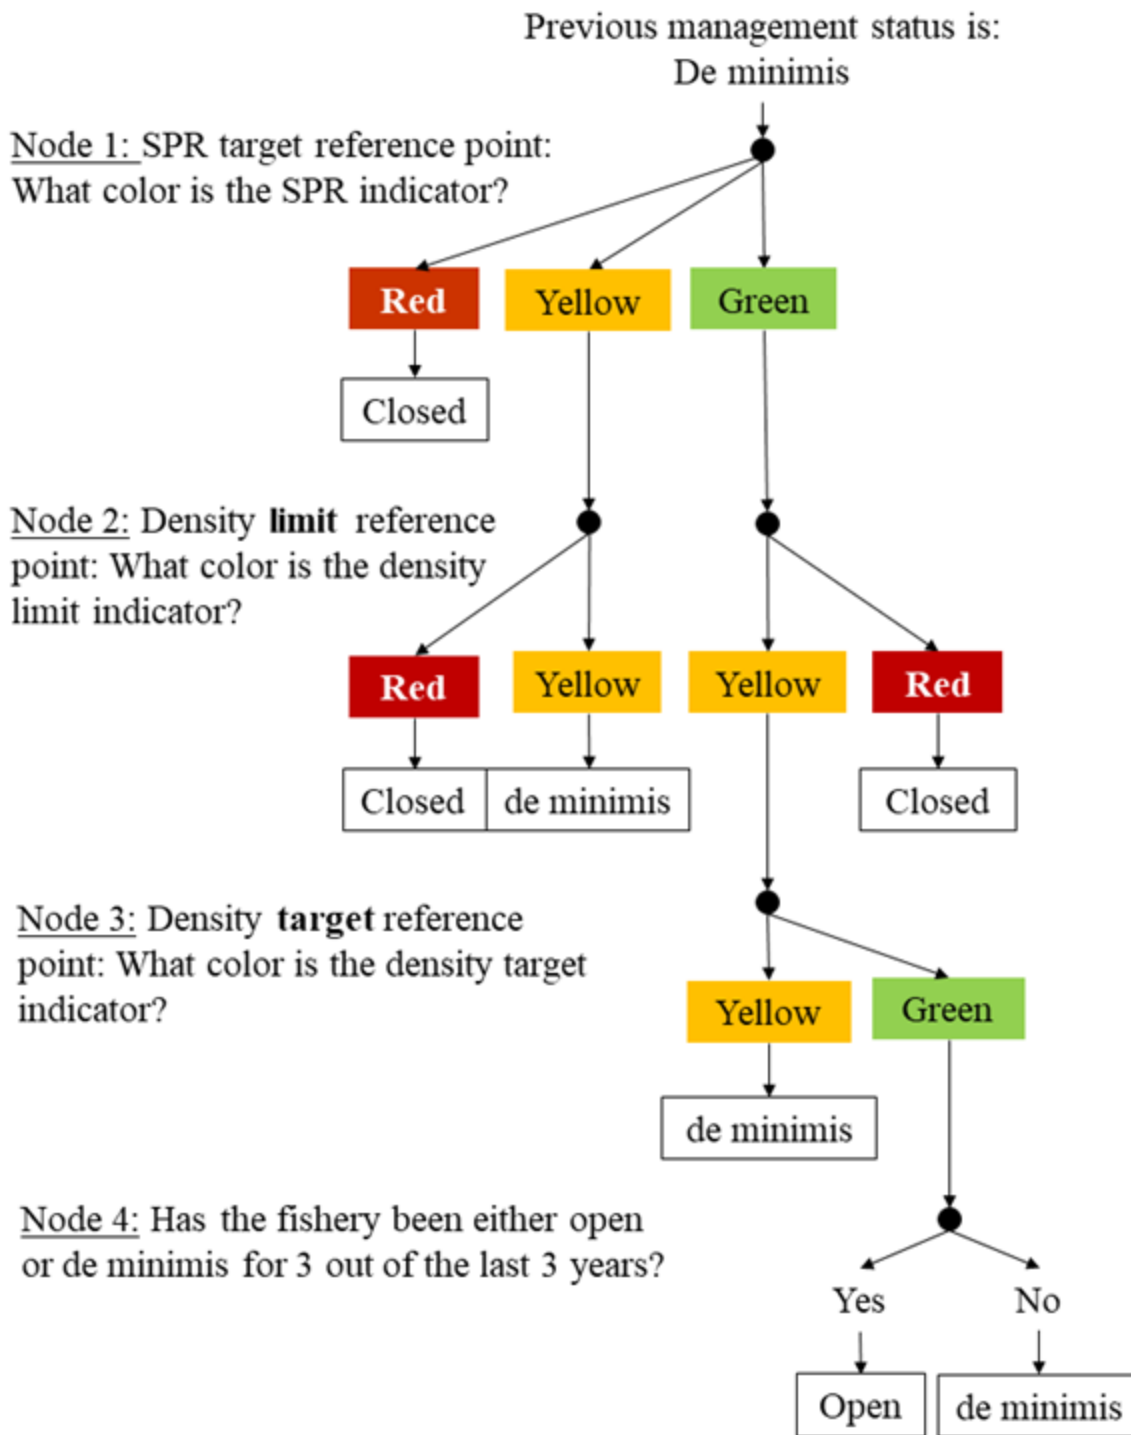 Previous management status is:
De minimis
Node 1: SPR target reference point:
What color is the SPR indicator?
Red
Yellow
Green
Closed
Node 2: Density limit reference
point: What color is the density
limit indicator?
Red
Yellow
Yellow
Red
Closed
de minimis
Closed
Node 3: Density target reference
point: What color is the density target
indicator?
Yellow
Green
de minimis
Node 4: Has the fishery been either open
or de minimis for 3 out of the last 3 years?
Yes
No
Open
de minimis